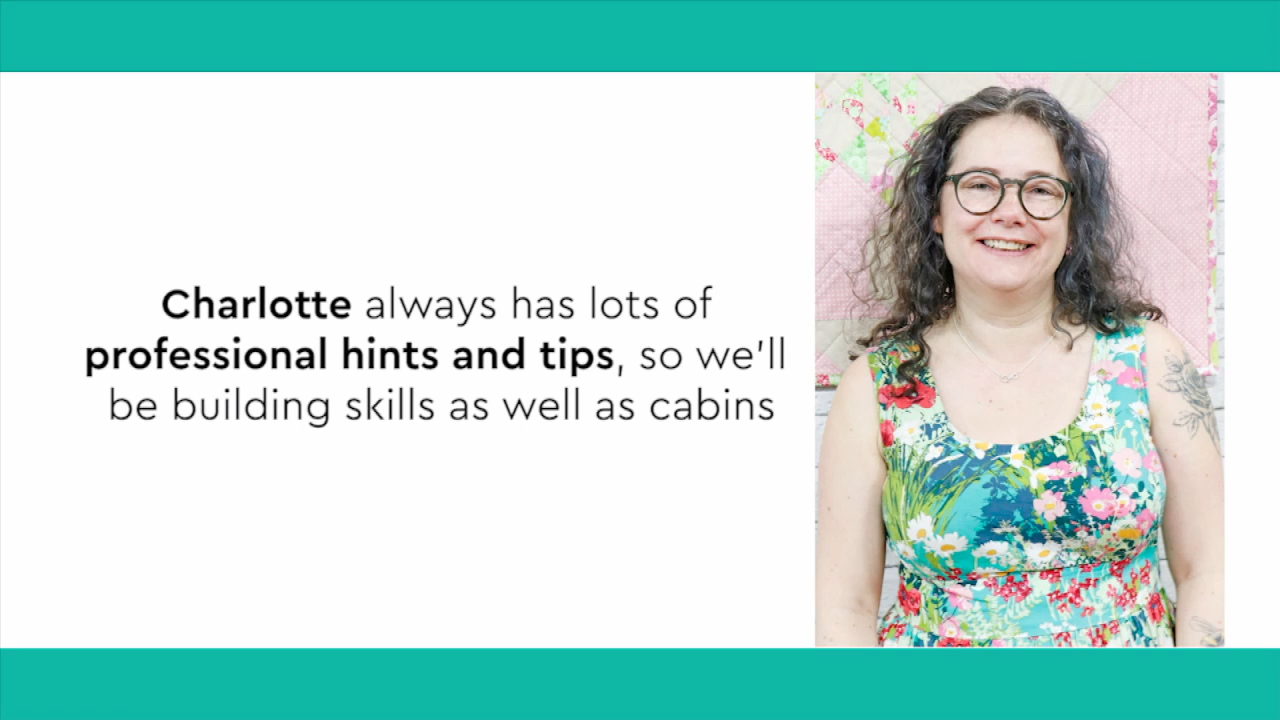 Charlotte always has lots of
professional hints and tips, so we'll
be building skills as well as cabins